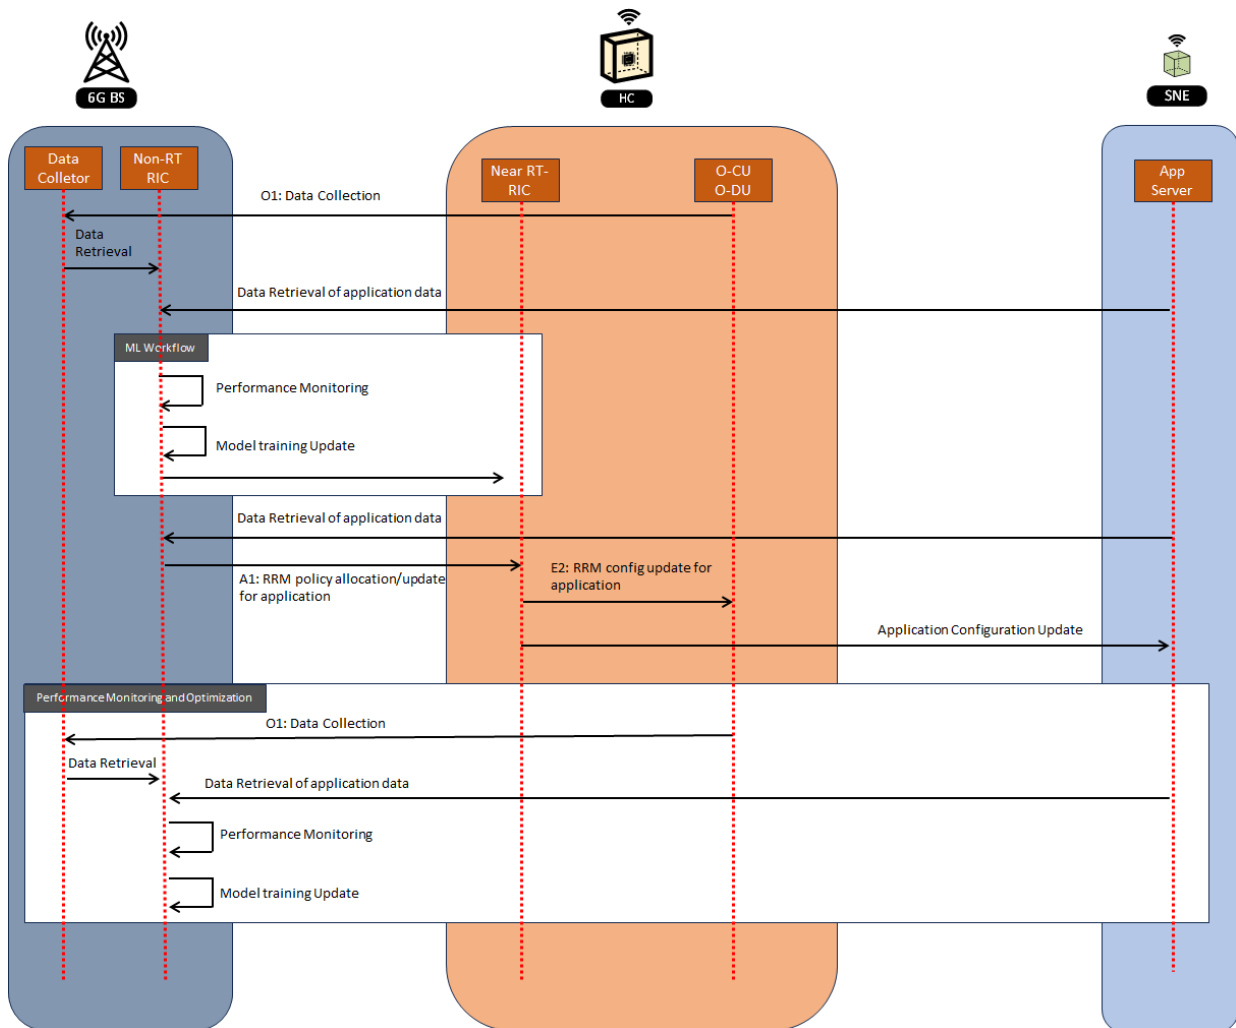 6G BS
HC
SNE
Data
Colletor
Non-RT
RIC
Near RT-
RIC
O-CU
O-DU
App
Server
O1: Data Collection
Data
Retrieval
Data Retrieval of application data
ML Workflow
Performance Monitoring
Model training Update
Data Retrieval of application data
A1: RRM policy allocation/update
for application
E2: RRM config update for
application
Application Configuration Update
Performance Monitoring and Optimization
O1: Data Collection
Data Retrieval
Data Retrieval of application data
Performance Monitoring
Model training Update